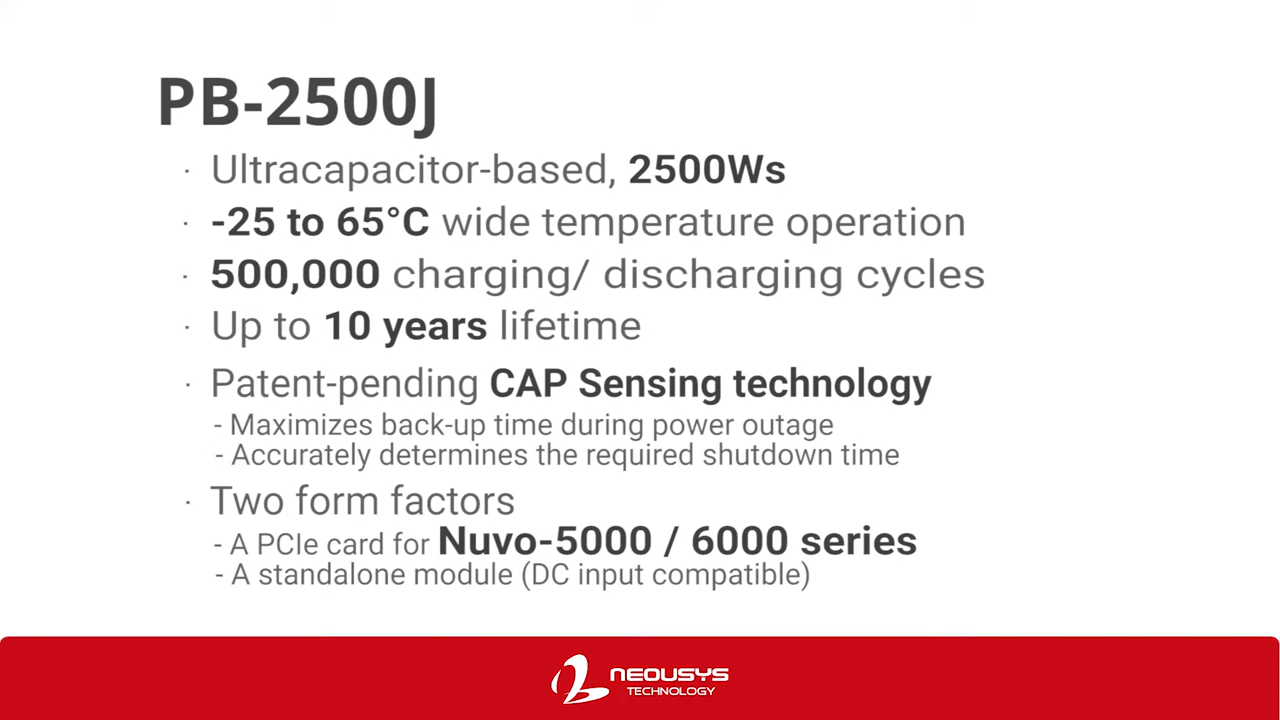 PB-2500J
· Ultracapacitor-based, 2500Ws
· -25 to 65°C wide temperature operation
· 500,000 charging/ discharging cycles
· Up to 10 years lifetime
· Patent-pending CAP Sensing technology
- Maximizes back-up time during power outage
- Accurately determines the required shutdown time
· Two form factors
- A PCIe card for Nuvo-5000 / 6000 series
- A standalone module (DC input compatible)
NEOUSYS
TECHNOLOGY